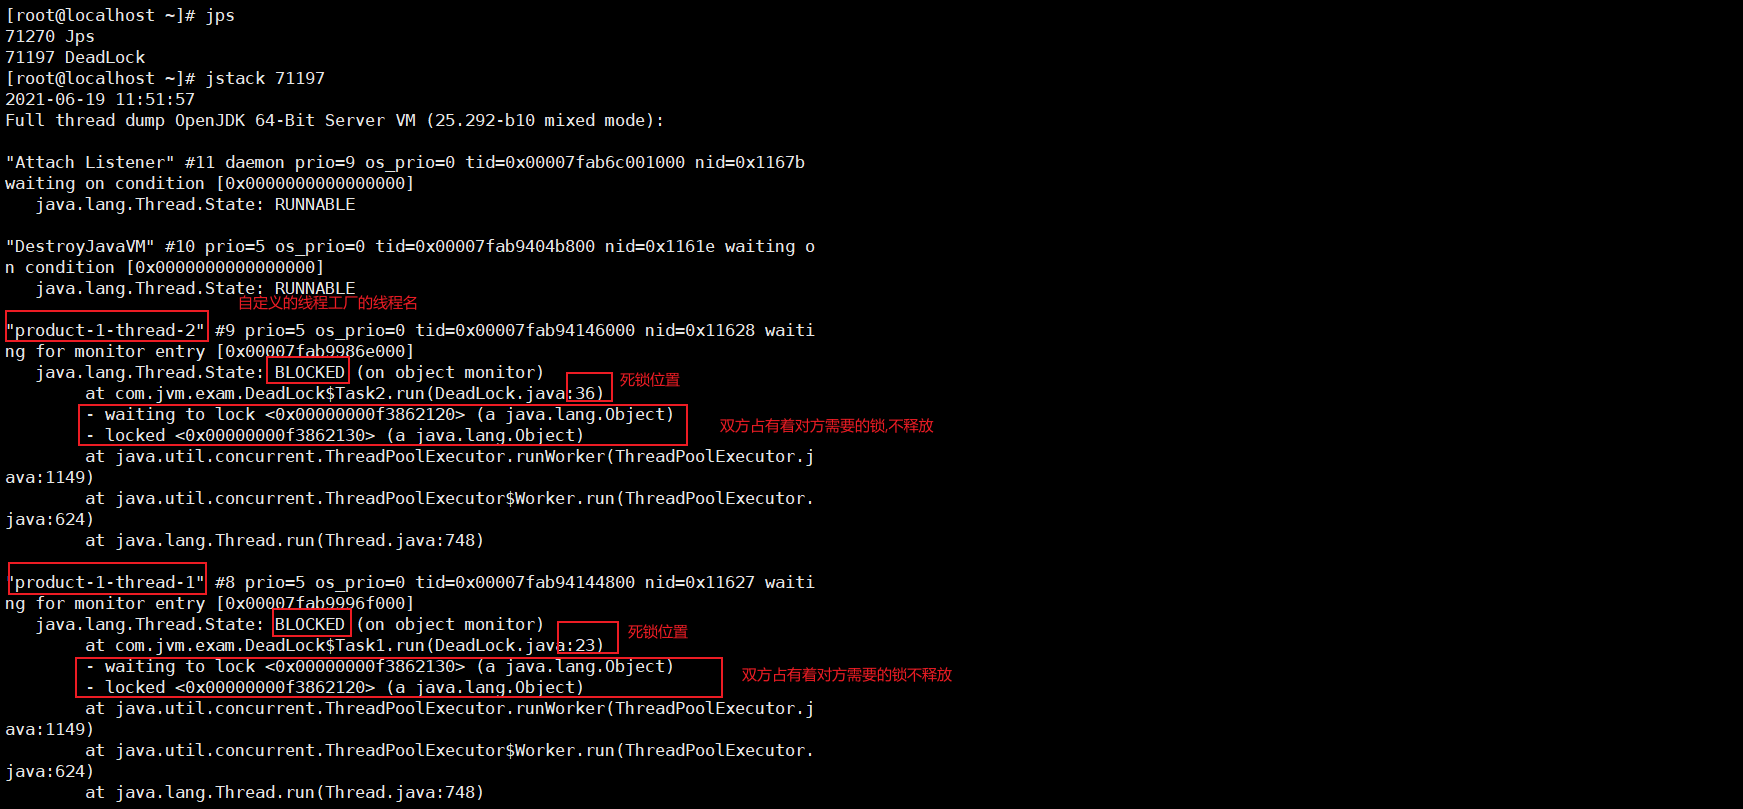 [root@localhost ~]# jps
71270 Jps
71197 DeadLock
[root@localhost ~]# jstack 71197
2021-06-19 11:51:57
Full thread dump OpenJDK 64-Bit Server VM (25.292-b10 mixed mode):
"Attach Listener" #11 daemon prio=9 os_prio=0 tid=0x00007fab6c001000 nid=0x1167b
waiting on condition [0x0000000000000000]
java.lang.Thread.State: RUNNABLE
"DestroyJavaVM" #10 prio=5 os_prio=0 tid=0x00007fab9404b800 nid=0x1161e waiting o
n condition [0x0000000000000000]
java.lang.Thread.State: RUNNABLE
自定义的线程工厂的线程名
"product-1-thread-2" #9 prio=5 os_prio=0 tid=0x00007fab94146000 nid=0x11628 waiti
ng for monitor entry [0x00007fab9986e000]
java.lang.Thread.State: BLOCKED (on object monitor)
at com.jvm.exam.DeadLock$Task2.run(DeadLock.java:36) 死锁位置
- waiting to lock <0x00000000f3862120> (a java.lang.Object)
- locked <0x00000000f3862130> (a java.lang.Object) 双方占有着对方需要的锁,不释放
at java.util.concurrent.ThreadPoolExecutor.runWorker(ThreadPoolExecutor.j
ava:1149)
at java.util.concurrent.ThreadPoolExecutor$Worker.run(ThreadPoolExecutor.
java:624)
at java.lang.Thread.run(Thread.java:748)
"product-1-thread-1" #8 prio=5 os_prio=0 tid=0x00007fab94144800 nid=0x11627 waiti
ng for monitor entry [0x00007fab9996f000]
java.lang.Thread.State: BLOCKED (on object monitor)
at com.jvm.exam.DeadLock$Task1.run(DeadLock.java:23) 死锁位置
- waiting to lock <0x00000000f3862130> (a java.lang.Object)
- locked <0x00000000f3862120> (a java.lang.Object) 双方占有着对方需要的锁不释放
at java.util.concurrent.ThreadPoolExecutor.runWorker(ThreadPoolExecutor.j
ava:1149)
at java.util.concurrent.ThreadPoolExecutor$Worker.run(ThreadPoolExecutor.
java:624)
at java.lang.Thread.run(Thread.java:748)